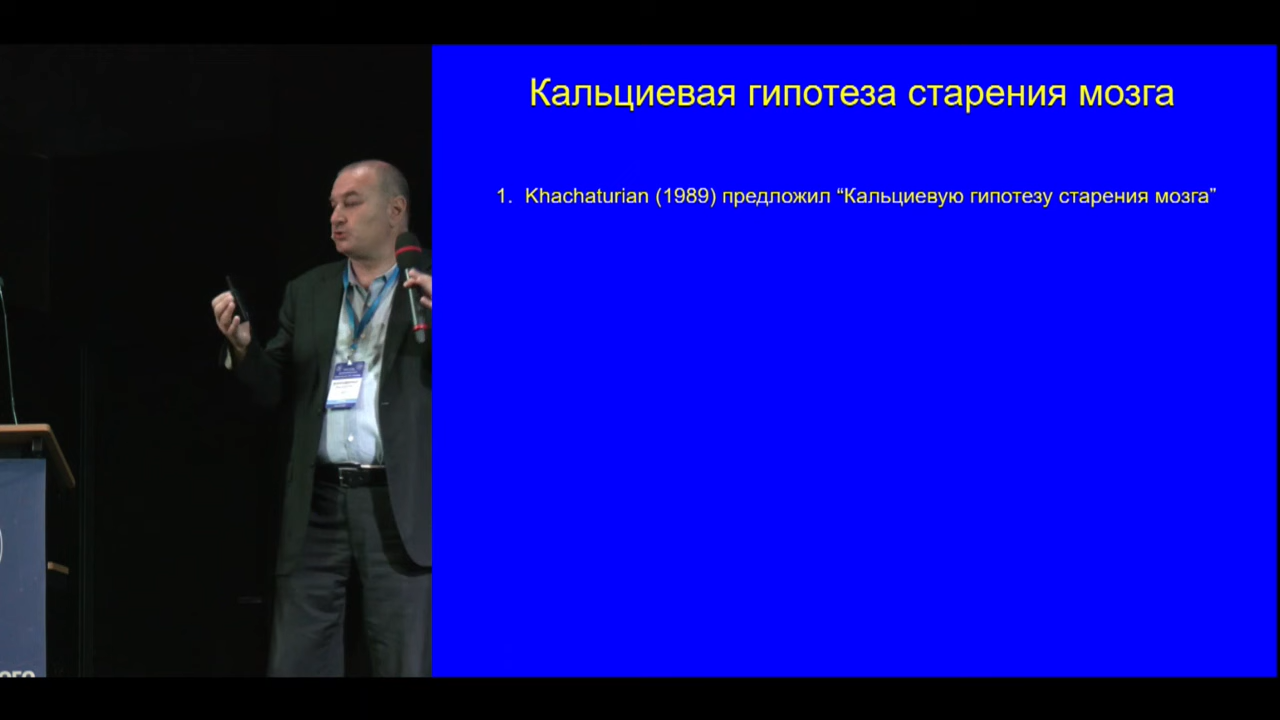 Кальциевая гипотеза старения мозга
1. Khachaturian (1989) предложил “Кальциевую гипотезу старения мозга”